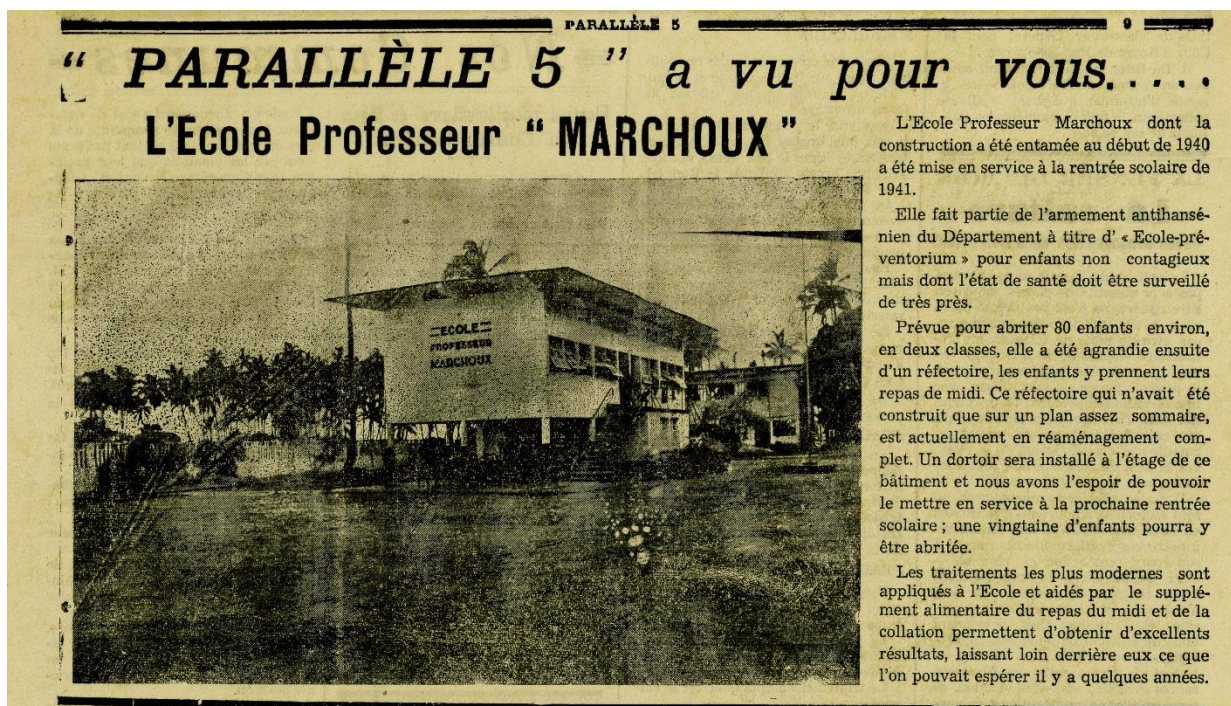 PARALLÈLE 5
9
“ PARALLÈLE 5 ” a vu pour vous.....
L'Ecole Professeur “ MARCHOUX ”
ECOLE
PROFESSEUR
MARCHOUX
L'Ecole Professeur Marchoux dont la
construction a été entamée au début de 1940
a été mise en service à la rentrée scolaire de
1941.
Elle fait partie de l'armement antihansé-
nien du Département à titre d' « Ecole-pré-
ventorium » pour enfants non contagieux
mais dont l'état de santé doit être surveillé
de très près.
Prévue pour abriter 80 enfants environ,
en deux classes, elle a été agrandie ensuite
d'un réfectoire, les enfants y prennent leurs
repas de midi. Ce réfectoire qui n'avait été
construit que sur un plan assez sommaire,
est actuellement en réaménagement com-
plet. Un dortoir sera installé à l'étage de ce
bâtiment et nous avons l'espoir de pouvoir
le mettre en service à la prochaine rentrée
scolaire ; une vingtaine d'enfants pourra y
être abritée.
Les traitements les plus modernes sont
appliqués à l'Ecole et aidés par le supplé-
ment alimentaire du repas du midi et de la
collation permettent d'obtenir d'excellents
résultats, laissant loin derrière eux ce que
l'on pouvait espérer il y a quelques années.